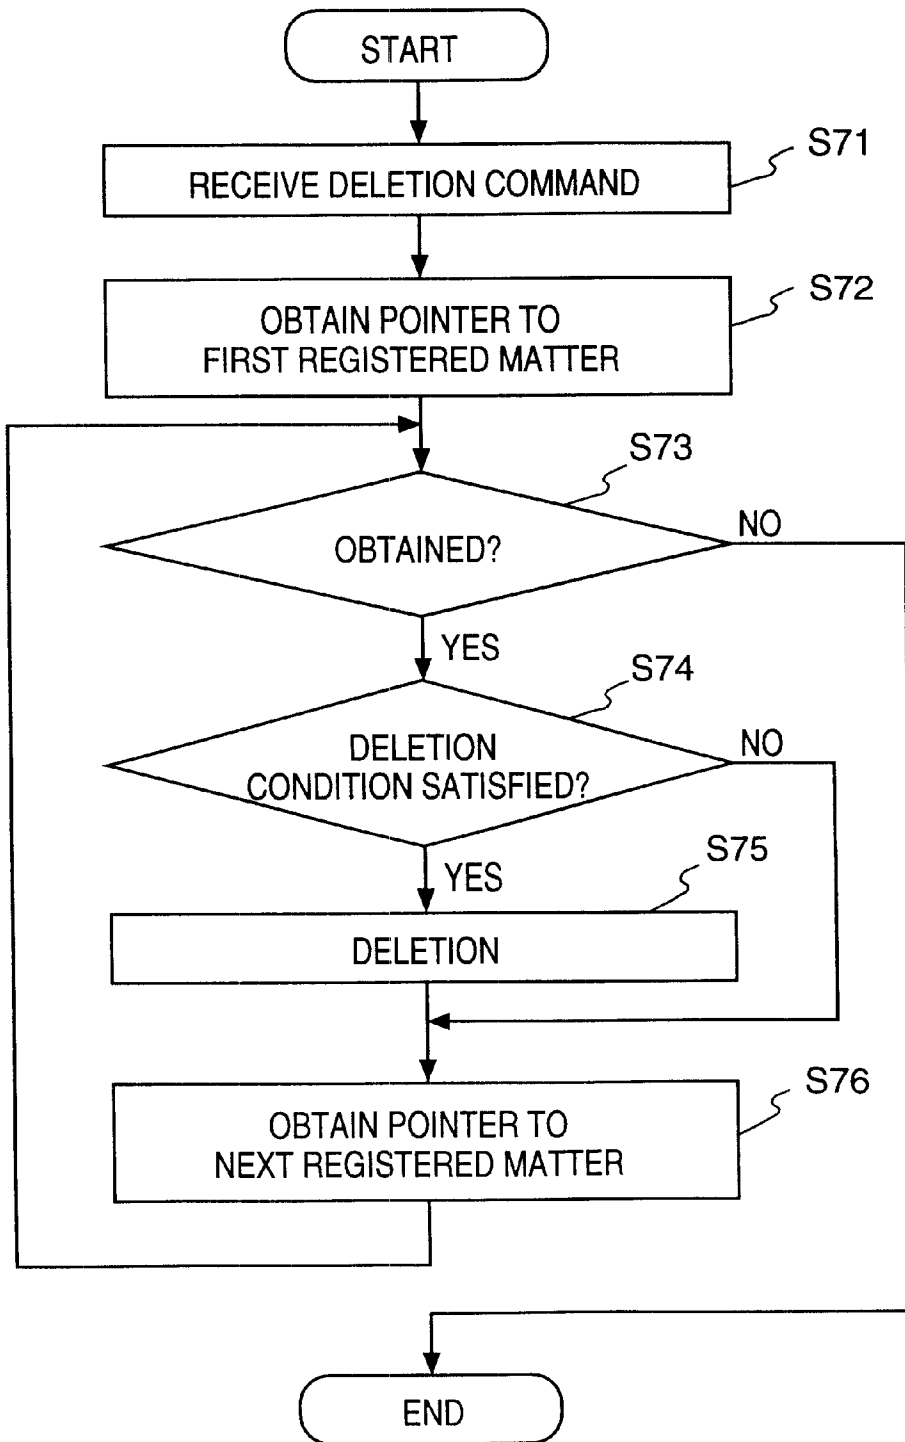 START
S71
RECEIVE DELETION COMMAND
S72
OBTAIN POINTER TO
FIRST REGISTERED MATTER
S73
NO
OBTAINED?
YES
S74
NO
DELETION
CONDITION SATISFIED?
S75
YES
DELETION
S76
OBTAIN POINTER TO
NEXT REGISTERED MATTER
END